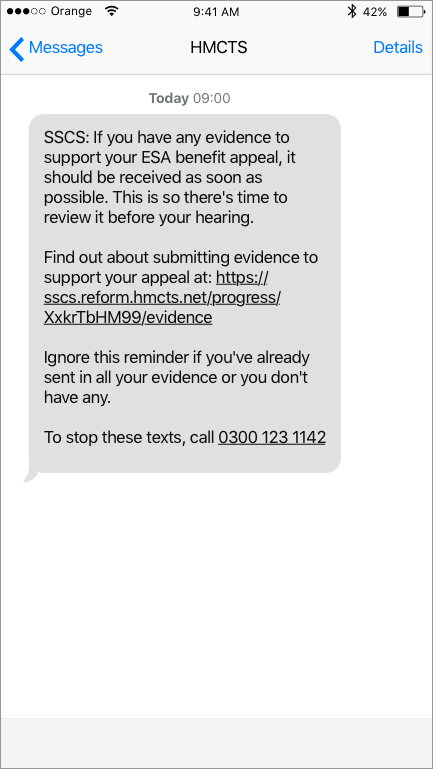 Orange 9:41 AM 42%
Messages HMCTS Details
Today 09:00
SSCS: If you have any evidence to
support your ESA benefit appeal, it
should be received as soon as
possible. This is so there's time to
review it before your hearing.
Find out about submitting evidence to
support your appeal at: https://
sscs.reform.hmcts.net/progress/
XxkrTbHM99/evidence
Ignore this reminder if you've already
sent in all your evidence or you don't
have any.
To stop these texts, call 0300 123 1142